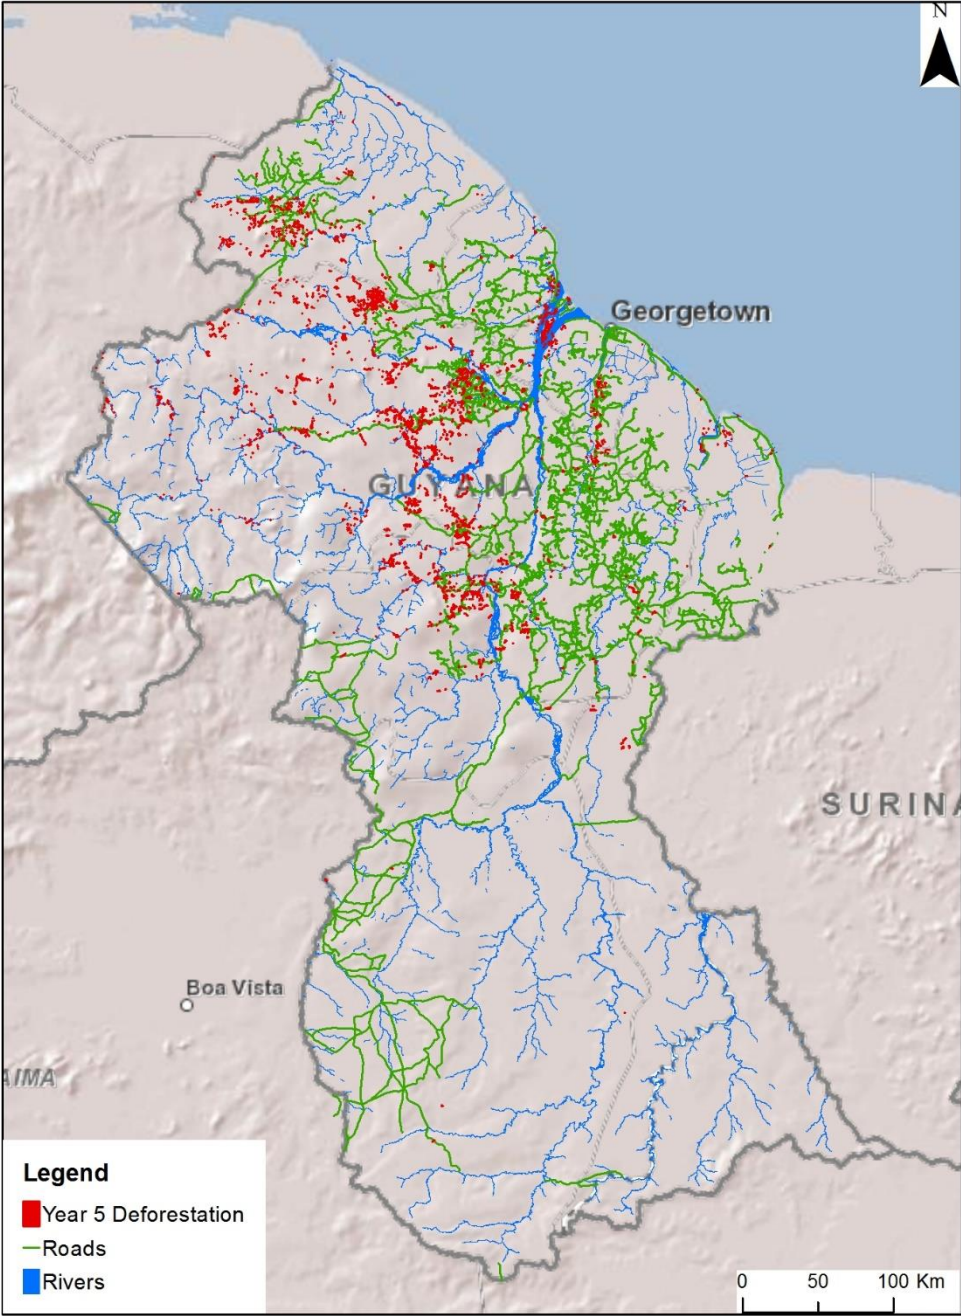 N
Georgetown
GUYANA
SURINA
Boa Vista
AIMA
Legend
Year 5 Deforestation
Roads
Rivers
0 50 100 Km